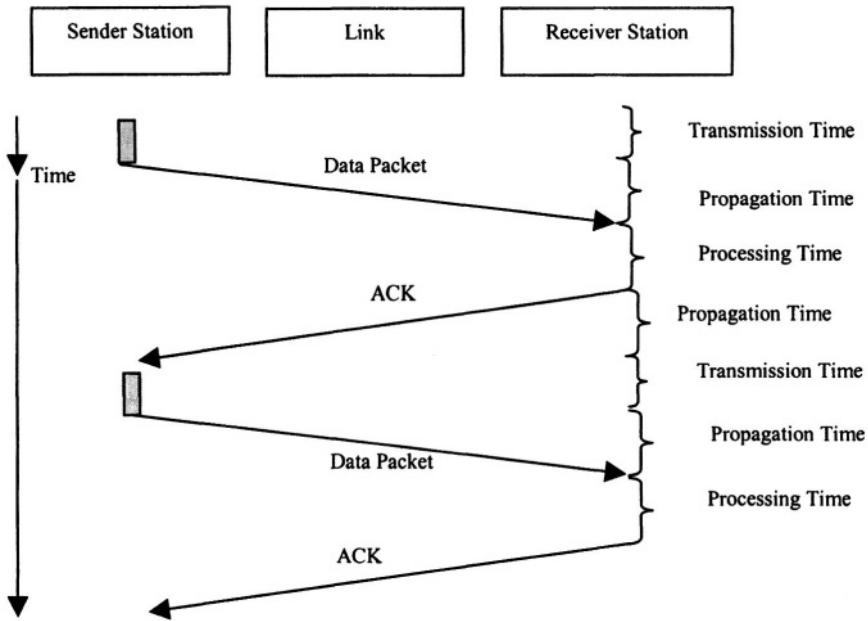 Sender Station
Link
Receiver Station
Transmission Time
Data Packet
Time
Propagation Time
Processing Time
ACK
Propagation Time
Transmission Time
Propagation Time
Data Packet
Processing Time
ACK